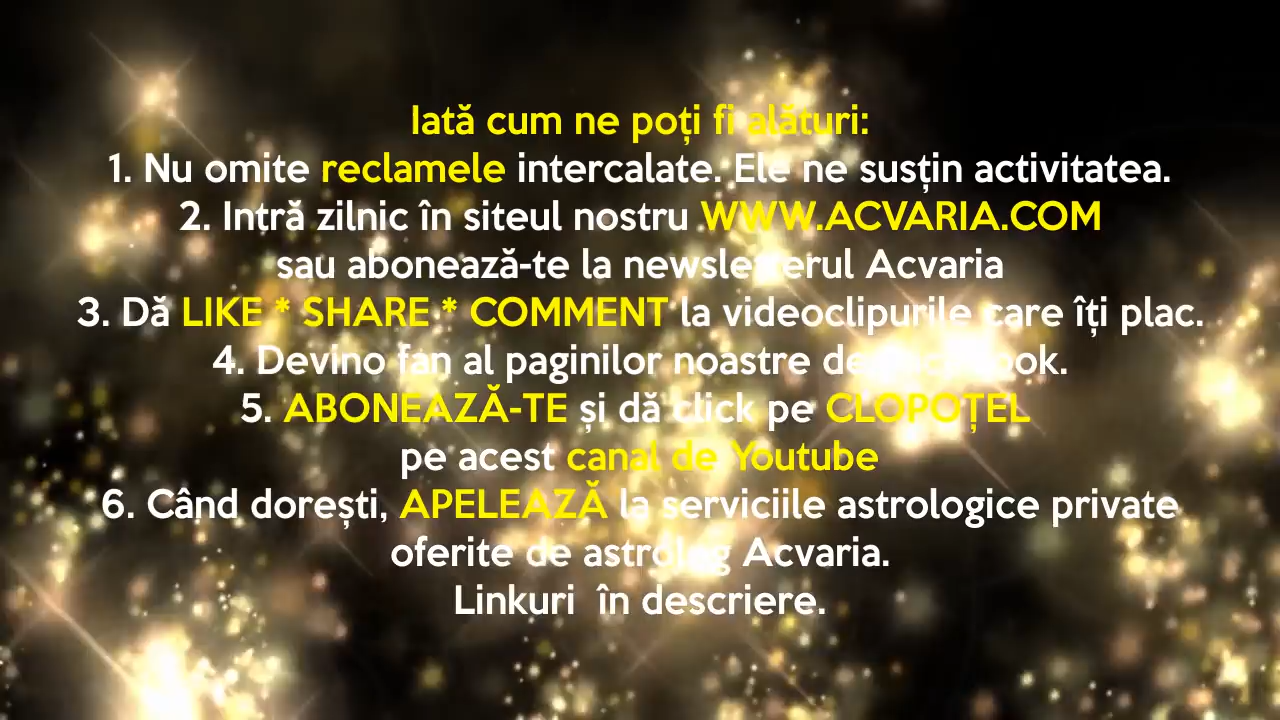 Iată cum ne poți fi alături:
1. Nu omite reclamele intercalate. Ele ne susțin activitatea.
2. Intră zilnic în siteul nostru WWW.ACVARIA.COM
sau abonează-te la newsletterul Acvaria
3. Dă LIKE * SHARE * COMMENT la videoclipurile care îți plac.
4. Devino fan al paginilor noastre de Facebook.
5. ABONEAZĂ-TE și dă click pe CLOPOȚEL
pe acest canal de Youtube
6. Când dorești, APELEAZĂ la serviciile astrologice private
oferite de astrolog Acvaria.
Linkuri în descriere.